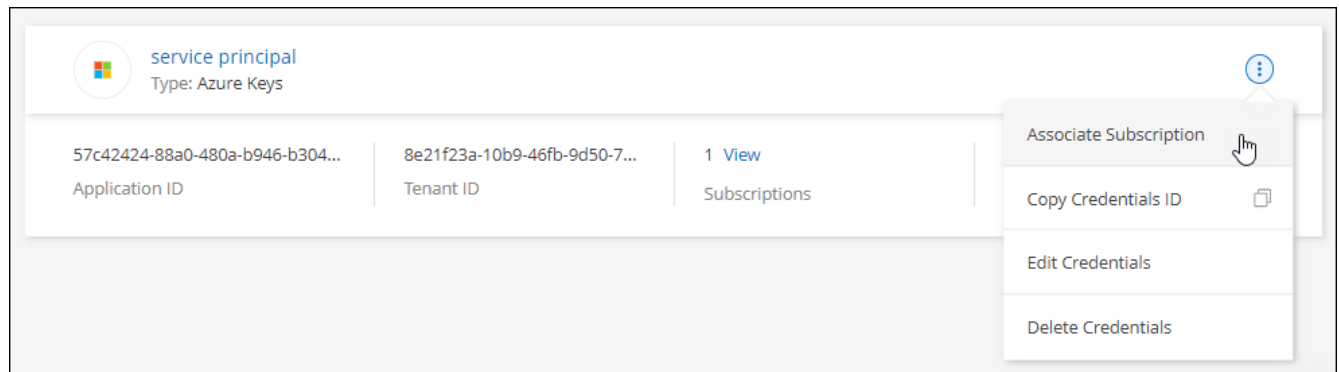 service principal
Type: Azure Keys
57c42424-88a0-480a-b946-b304...
Application ID
8e21f23a-10b9-46fb-9d50-7...
Tenant ID
1 View
Subscriptions
Associate Subscription
Copy Credentials ID
Edit Credentials
Delete Credentials